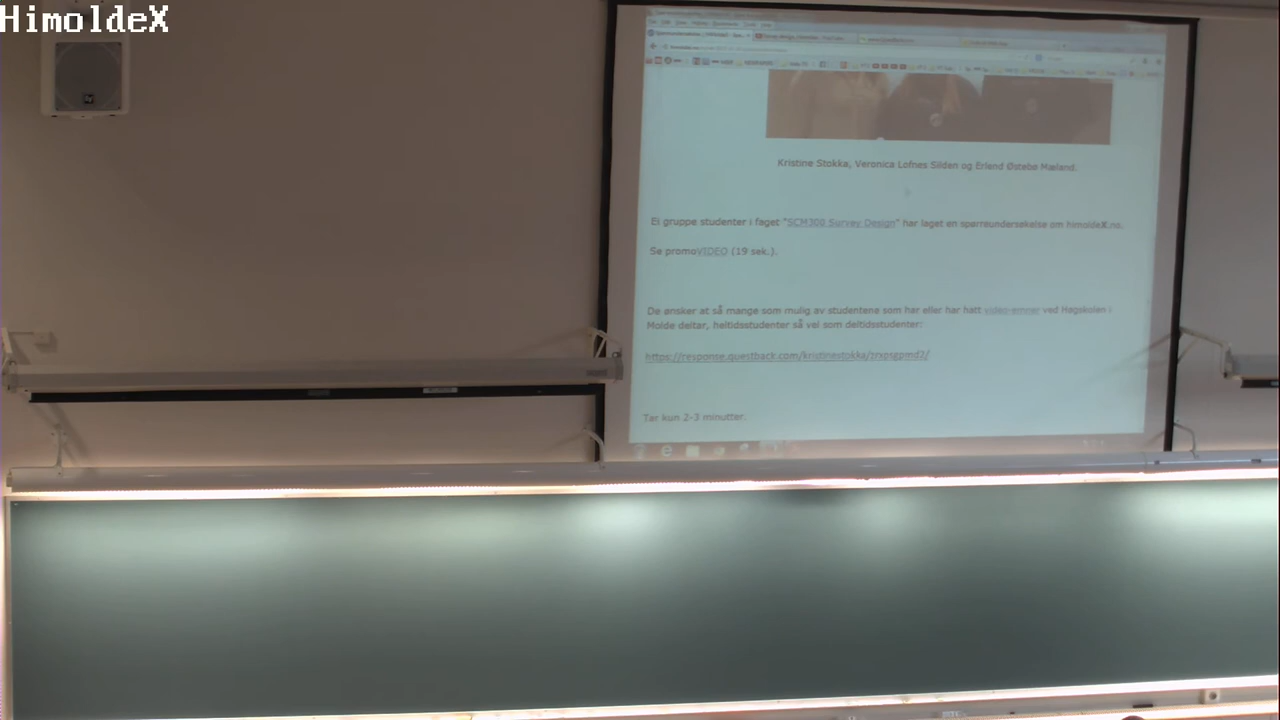 HimoldeX
Kristine Stokka, Veronica Lofnes Silden og Erlend Østebø Mæland.
Ei gruppe studenter i faget "SCM300 Survey Design" har laget en spørreundersøkelse om himoldeX.no.
Se promoVIDEO (19 sek.).
De ønsker at så mange som mulig av studentene som har eller har hatt video-emner ved Høgskolen i
Molde deltar, heltidsstudenter så vel som deltidsstudenter:
https://response.questback.com/kristinestokka/zrxpsgpmd2/
Tar kun 2-3 minutter.